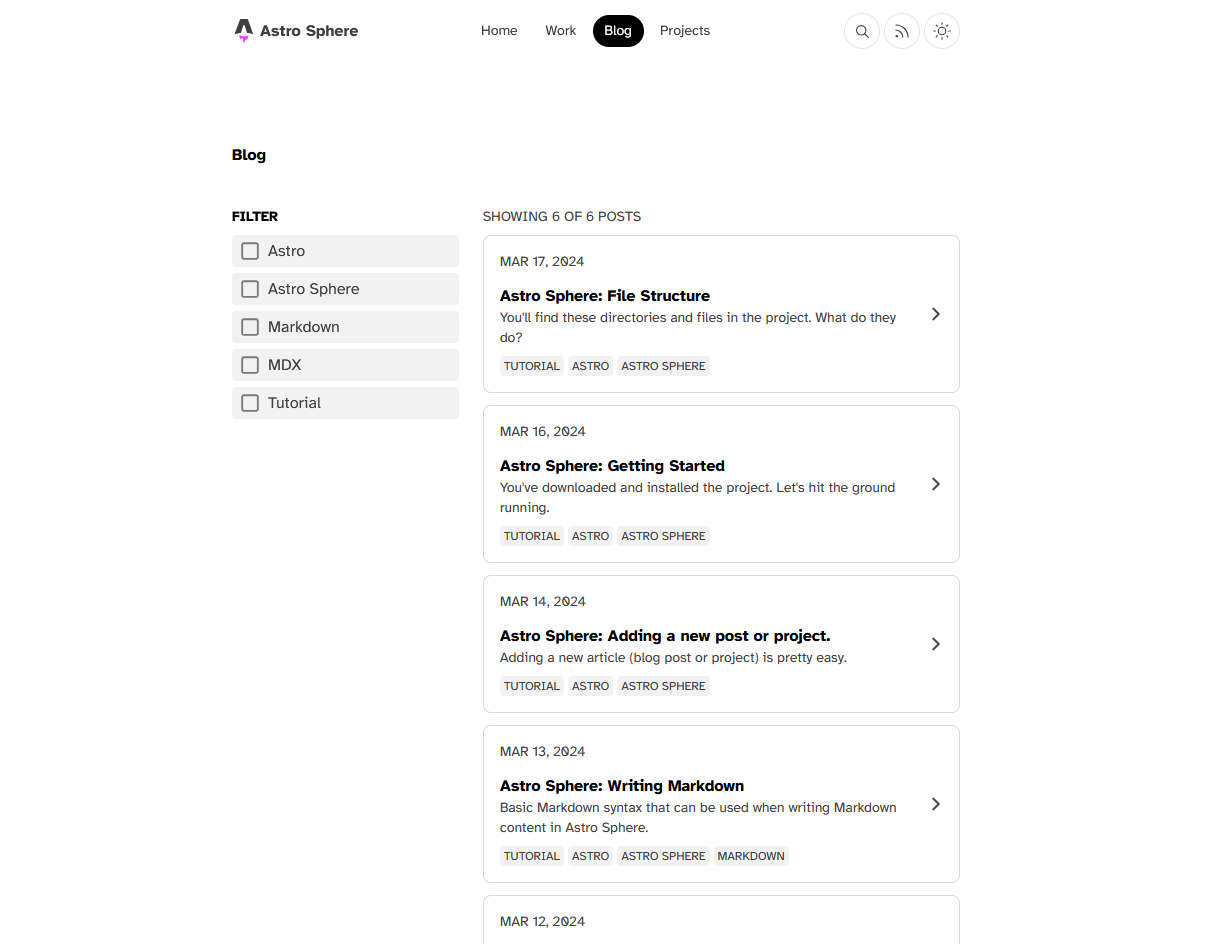 Astro Sphere
Home Work Blog Projects
Blog
FILTER
Astro
Astro Sphere
Markdown
MDX
Tutorial
SHOWING 6 OF 6 POSTS
MAR 17, 2024
Astro Sphere: File Structure
You'll find these directories and files in the project. What do they
do?
TUTORIAL ASTRO ASTRO SPHERE
MAR 16, 2024
Astro Sphere: Getting Started
You've downloaded and installed the project. Let's hit the ground
running.
TUTORIAL ASTRO ASTRO SPHERE
MAR 14, 2024
Astro Sphere: Adding a new post or project.
Adding a new article (blog post or project) is pretty easy.
TUTORIAL ASTRO ASTRO SPHERE
MAR 13, 2024
Astro Sphere: Writing Markdown
Basic Markdown syntax that can be used when writing Markdown
content in Astro Sphere.
TUTORIAL ASTRO ASTRO SPHERE MARKDOWN
MAR 12, 2024